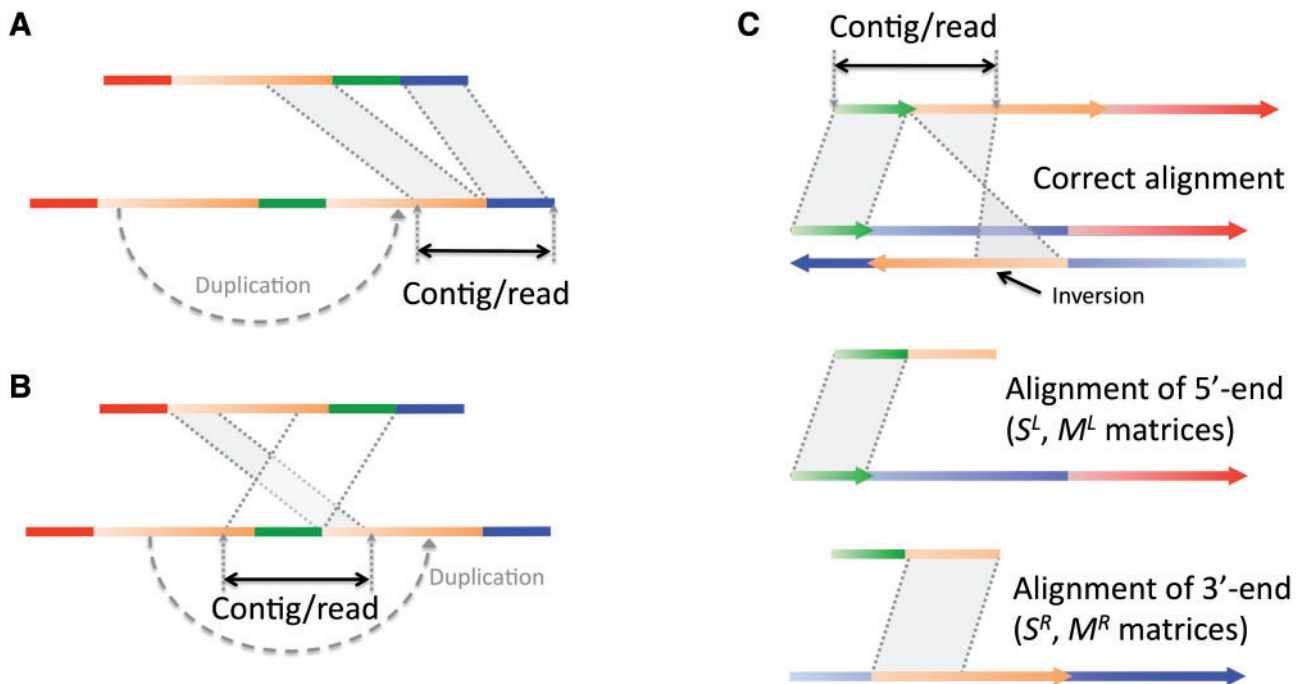 A
Duplication
Contig/read
B
Duplication
Contig/read
C
Contig/read
Correct alignment
Inversion
Alignment of 5’-end
(S^L, M^L matrices)
Alignment of 3’-end
(S^R, M^R matrices)